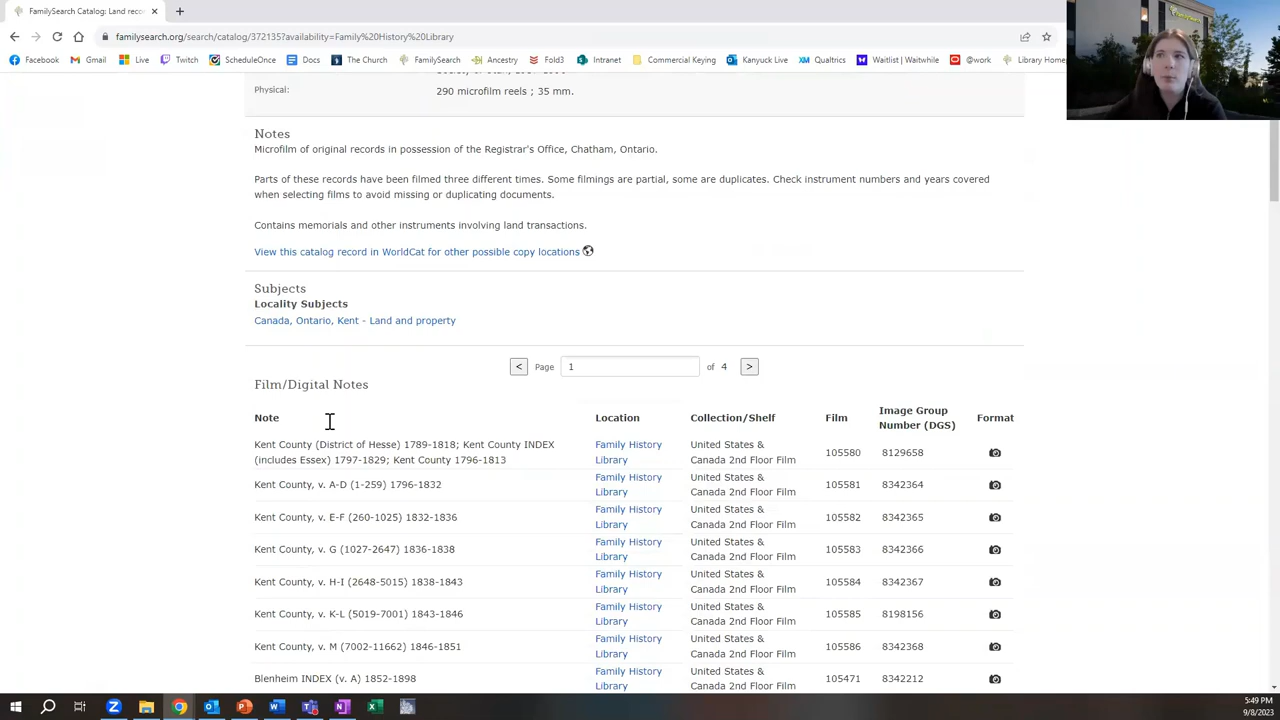 FamilySearch Catalog: Land reco
familysearch.org/search/catalog/372135?availability=Family%20History%20Library
Facebook Gmail Live Twitch ScheduleOnce Docs The Church FamilySearch Ancestry Fold3 Intranet Commercial Keying Kanyuck Live Qualtrics Waitlist | Waitwhile @work Library Home
Physical: 290 microfilm reels ; 35 mm.
Notes
Microfilm of original records in possession of the Registrar's Office, Chatham, Ontario.
Parts of these records have been filmed three different times. Some filmings are partial, some are duplicates. Check instrument numbers and years covered
when selecting films to avoid missing or duplicating documents.
Contains memorials and other instruments involving land transactions.
View this catalog record in WorldCat for other possible copy locations
Subjects
Locality Subjects
Canada, Ontario, Kent - Land and property
< Page 1 of 4 >
Film/Digital Notes
Note Location Collection/Shelf Film Image Group Number (DGS) Format
Kent County (District of Hesse) 1789-1818; Kent County INDEX
(includes Essex) 1797-1829; Kent County 1796-1813
Family History
Library
United States &
Canada 2nd Floor Film
105580 8129658
Kent County, v. A-D (1-259) 1796-1832
Family History
Library
United States &
Canada 2nd Floor Film
105581 8342364
Kent County, v. E-F (260-1025) 1832-1836
Family History
Library
United States &
Canada 2nd Floor Film
105582 8342365
Kent County, v. G (1027-2647) 1836-1838
Family History
Library
United States &
Canada 2nd Floor Film
105583 8342366
Kent County, v. H-I (2648-5015) 1838-1843
Family History
Library
United States &
Canada 2nd Floor Film
105584 8342367
Kent County, v. K-L (5019-7001) 1843-1846
Family History
Library
United States &
Canada 2nd Floor Film
105585 8198156
Kent County, v. M (7002-11662) 1846-1851
Family History
Library
United States &
Canada 2nd Floor Film
105586 8342368
Blenheim INDEX (v. A) 1852-1898
Family History
Library
United States &
Canada 2nd Floor Film
105471 8342212
5:49 PM
9/8/2023